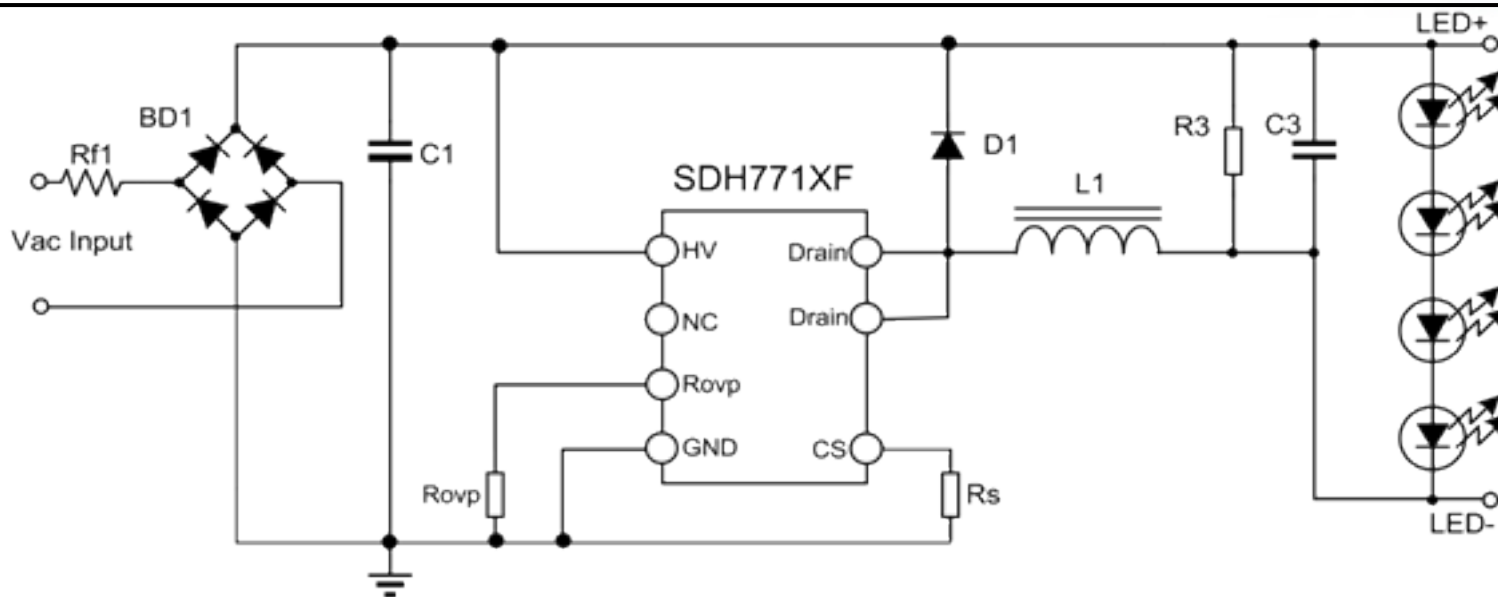 LED+
BD1
Rf1
C1
R3
C3
D1
SDH771XF
L1
Vac Input
HV
Drain
NC
Drain
Rovp
GND
CS
Rovp
Rs
LED-